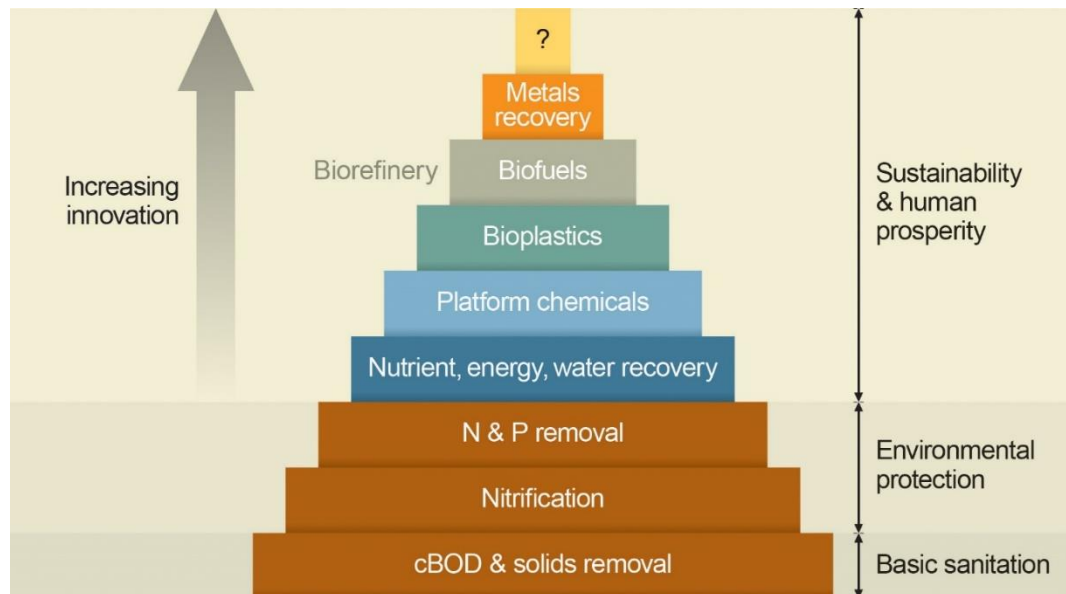 ?
Metals
recovery
Biorefinery
Biofuels
Increasing
innovation
Sustainability
& human
prosperity
Bioplastics
Platform chemicals
Nutrient, energy, water recovery
N & P removal
Environmental
protection
Nitrification
cBOD & solids removal
Basic sanitation